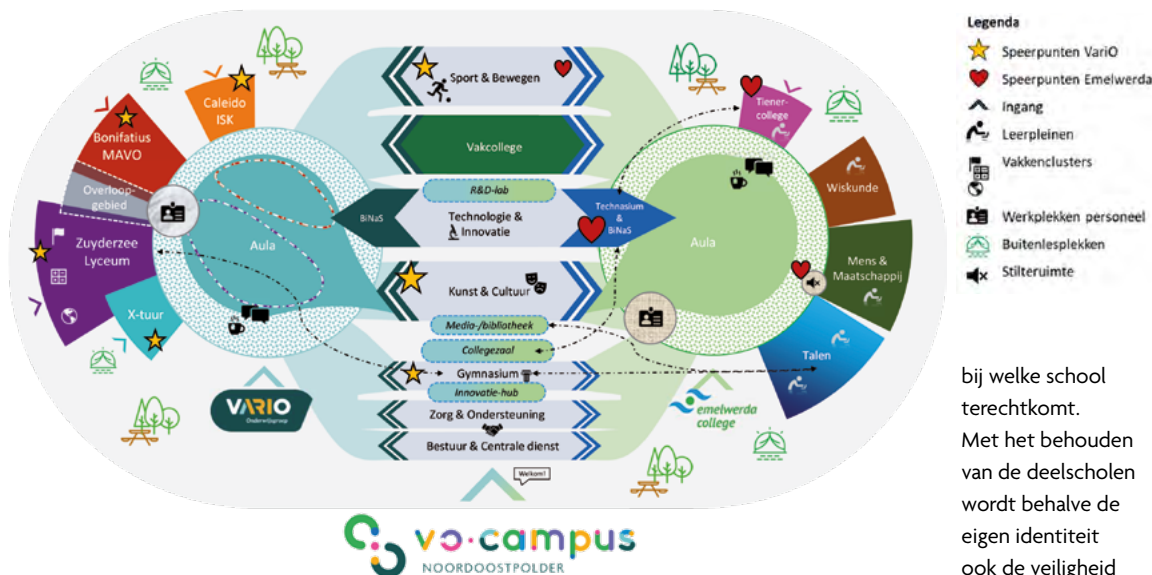 Sport & Bewegen
Vakcollege
R&D-lab
Technologie &
Innovatie
BiNaS
Technasium
&
BiNaS
Kunst & Cultuur
Media-/bibliotheek
Collegezaal
Gymnasium
Innovatie-hub
Zorg & Ondersteuning
Bestuur & Centrale dienst
Welkom!
Caleido
ISK
Bonifatius
MAVO
Overloop-
gebied
Zuyderzee
Lyceum
X-tuur
Aula
VARIO
Onderwijsgroep
Tiener-
college
Wiskunde
Mens &
Maatschappij
Talen
Aula
emelwerda
college
vo·campus
NOORDOOSTPOLDER
Legenda
Speerpunten VariO
Speerpunten Emelwerda
Ingang
Leerpleinen
Vakkenclusters
Werkplekken personeel
Buitenlesplekken
Stilteruimte
bij welke school
terechtkomt.
Met het behouden
van de deelscholen
wordt behalve de
eigen identiteit
ook de veiligheid